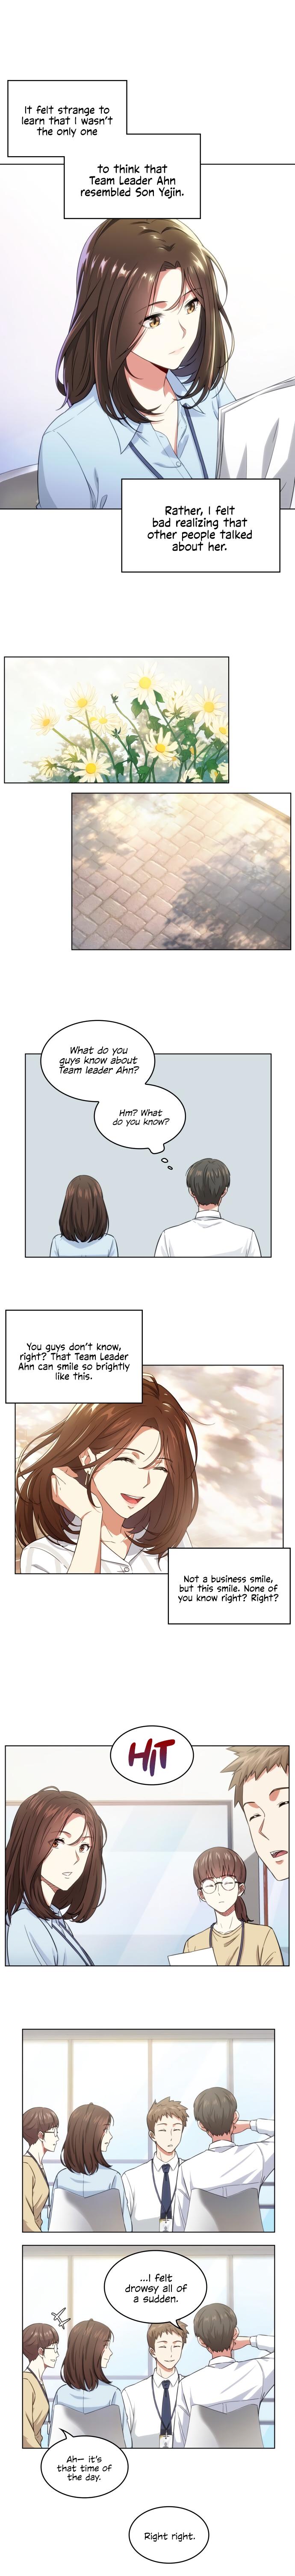 It felt strange to
learn that I wasn't
the only one
to think that
Team Leader Ahn
resembled Son Yejin.
Rather, I felt
bad realizing that
other people talked
about her.
What do you
guys know about
Team leader Ahn?
Hm? What
do you know?
You guys don't know,
right? That Team Leader
Ahn can smile so brightly
like this.
Not a business smile,
but this smile. None of
you know right? Right?
HIT
...I felt
drowsy all of
a sudden.
Ah— it's
that time of
the day.
Right right.